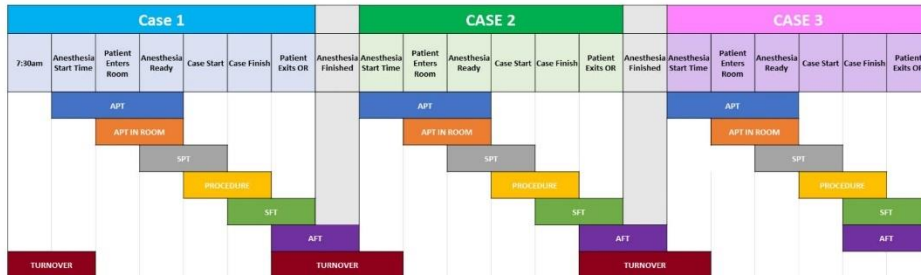 Case 1 CASE 2 CASE 3
7:30am Anesthesia Start Time Patient Enters Room Anesthesia Ready Case Start Case Finish Patient Exits OR Anesthesia Finished Anesthesia Start Time Patient Enters Room Anesthesia Ready Case Start Case Finish Patient Exits OR Anesthesia Finished Anesthesia Start Time Patient Enters Room Anesthesia Ready Case Start Case Finish Patient Exits OR
APT APT APT
APT IN ROOM APT IN ROOM APT IN ROOM
SPT SPT SPT
PROCEDURE PROCEDURE PROCEDURE
SFT SFT SFT
AFT AFT AFT
TURNOVER TURNOVER TURNOVER